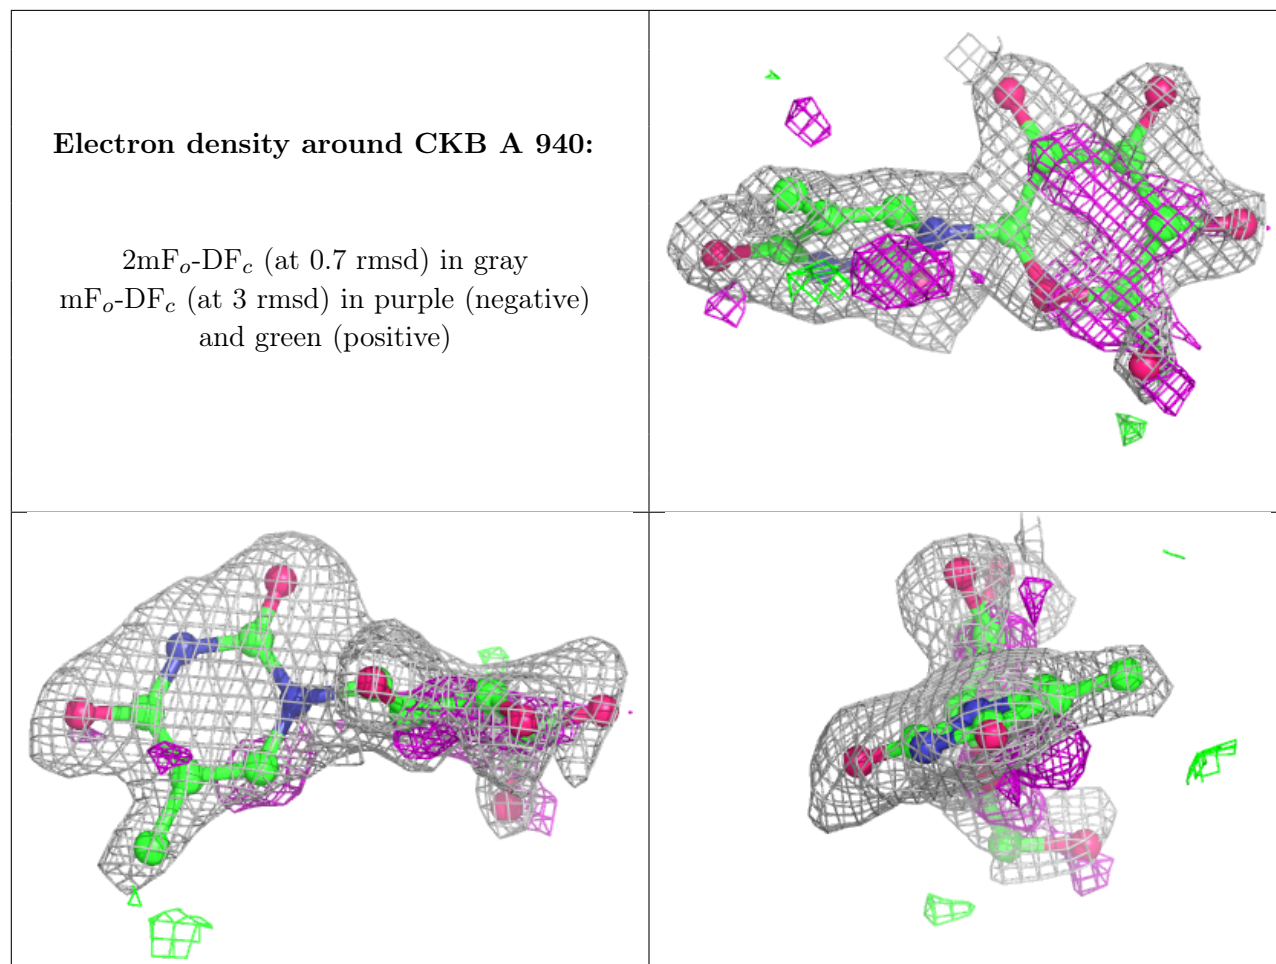 Electron density around CKB A 940:
2mFo-DFc (at 0.7 rmsd) in gray
mFo-DFc (at 3 rmsd) in purple (negative)
and green (positive)